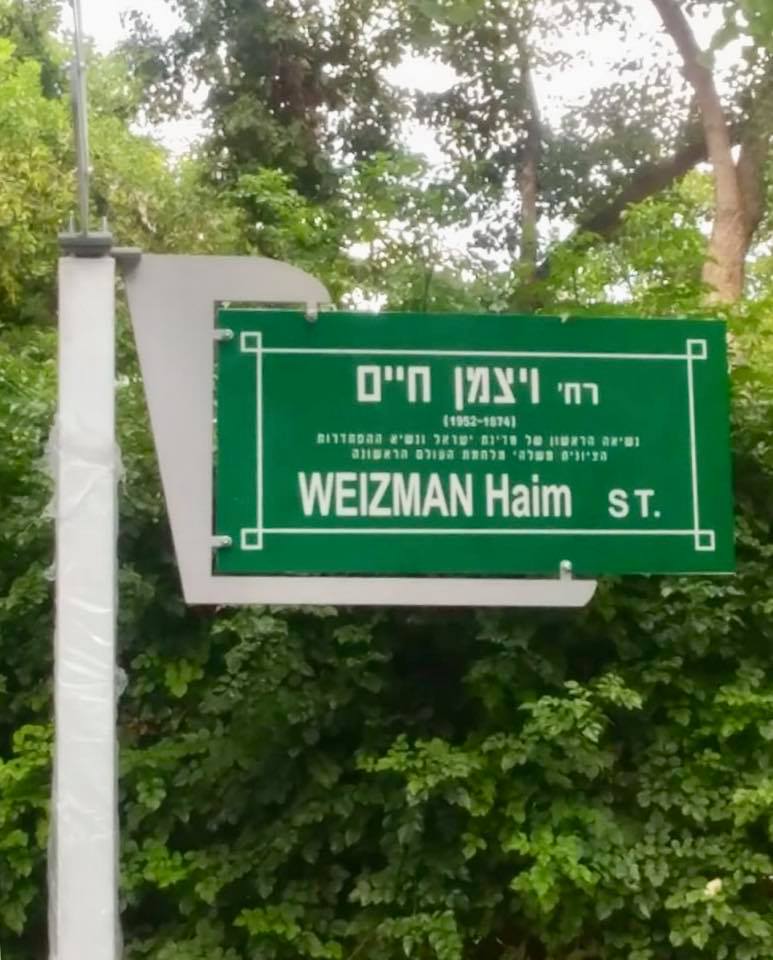 רח' ויצמן חיים
(1952-1874)
נשיאה הראשון של מדינת ישראל ונשיא ההסתדרות
הציונית משלהי מלחמת העולם הראשונה
WEIZMAN Haim ST.